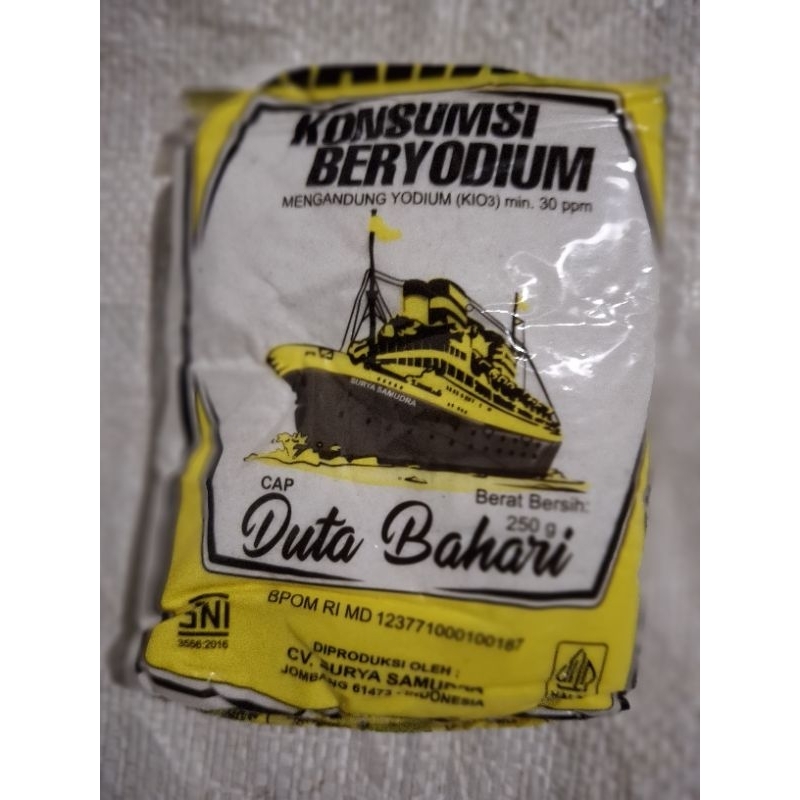 KONSUMSI
BERYODIUM
MENGANDUNG YODIUM (KIO3) min. 30 ppm
SURYA SAMUDRA
CAP
Duta Bahari
Berat Bersih:
250 g
BPOM RI MD 123771000100187
SNI
3556:2016
DIPRODUKSI OLEH :
CV. SURYA SAMUDRA
JOMBANG 61473 - INDONESIA